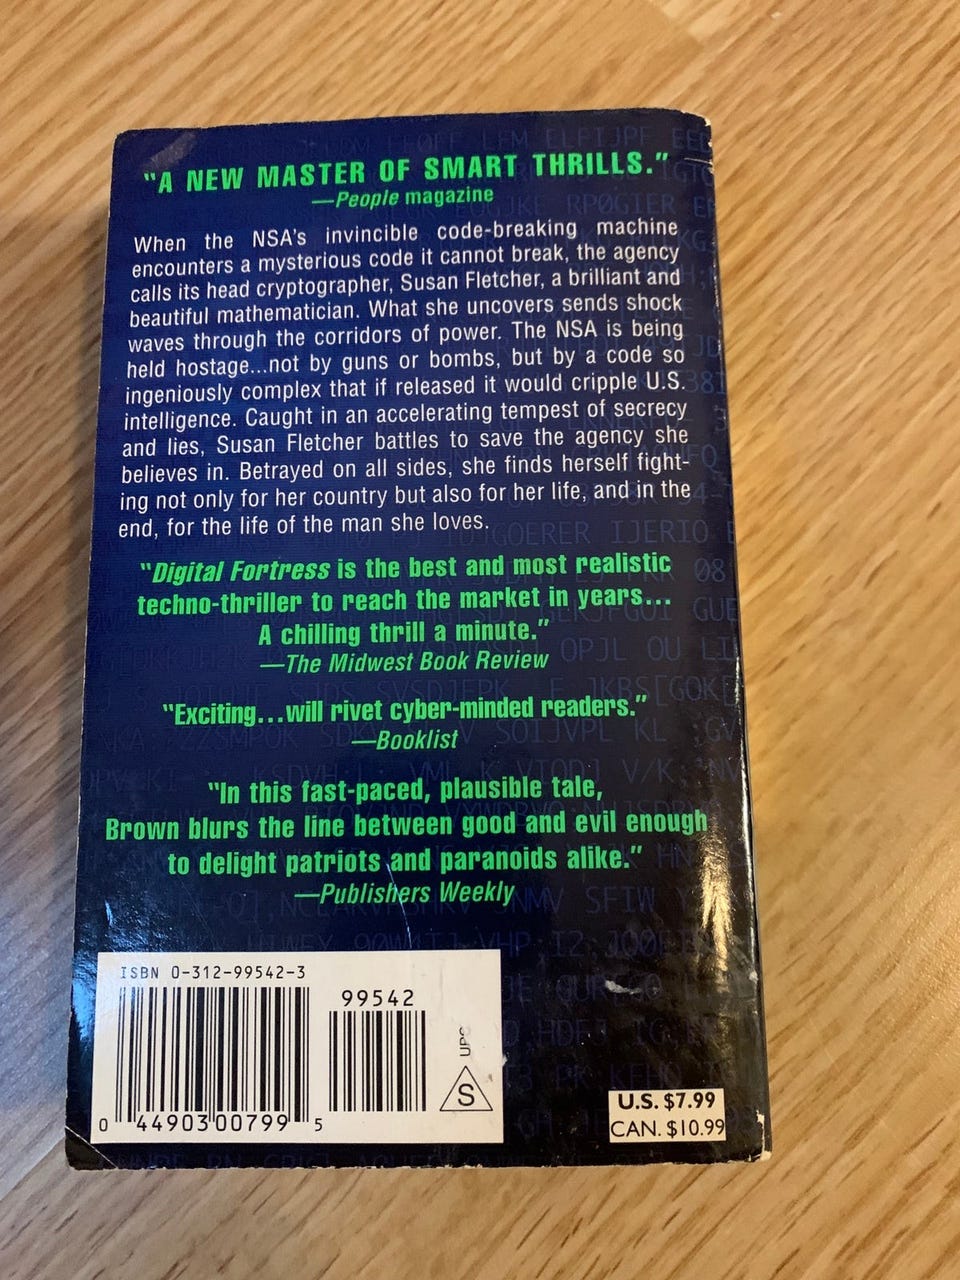 “A NEW MASTER OF SMART THRILLS.”
—People magazine
When the NSA’s invincible code-breaking machine
encounters a mysterious code it cannot break, the agency
calls its head cryptographer, Susan Fletcher, a brilliant and
beautiful mathematician. What she uncovers sends shock
waves through the corridors of power. The NSA is being
held hostage...not by guns or bombs, but by a code so
ingeniously complex that if released it would cripple U.S.
intelligence. Caught in an accelerating tempest of secrecy
and lies, Susan Fletcher battles to save the agency she
believes in. Betrayed on all sides, she finds herself fight-
ing not only for her country but also for her life, and in the
end, for the life of the man she loves.
“Digital Fortress is the best and most realistic
techno-thriller to reach the market in years...
A chilling thrill a minute.”
—The Midwest Book Review
“Exciting...will rivet cyber-minded readers.”
—Booklist
“In this fast-paced, plausible tale,
Brown blurs the line between good and evil enough
to delight patriots and paranoids alike.”
—Publishers Weekly
ISBN 0-312-99542-3
99542
UPC
S
0 44903 00799 5
U.S. $7.99
CAN. $10.99